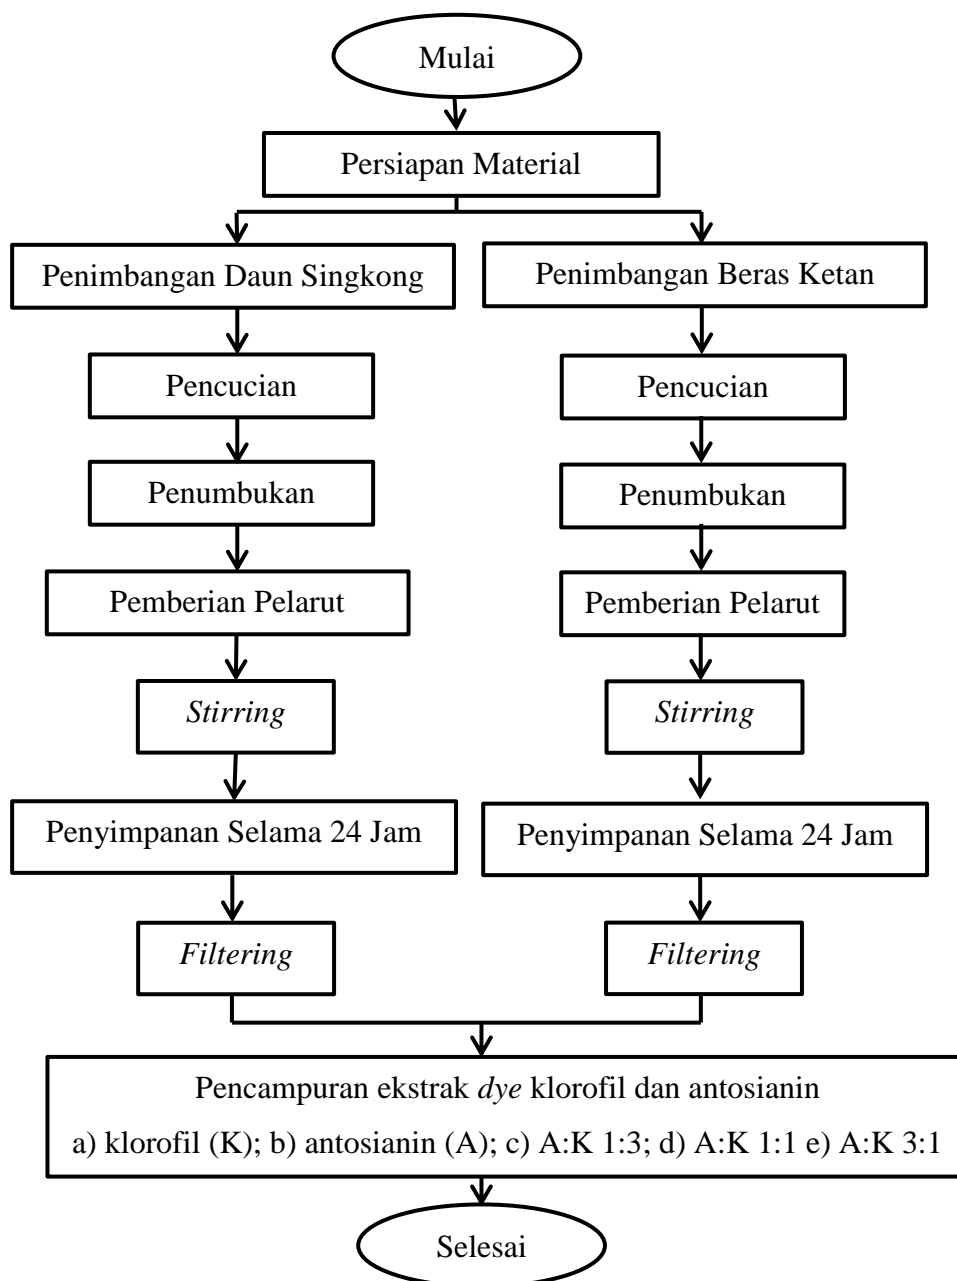 Mulai
Persiapan Material
Penimbangan Daun Singkong
Penimbangan Beras Ketan
Pencucian
Pencucian
Penumbukan
Penumbukan
Pemberian Pelarut
Pemberian Pelarut
Stirring
Stirring
Penyimpanan Selama 24 Jam
Penyimpanan Selama 24 Jam
Filtering
Filtering
Pencampuran ekstrak dye klorofil dan antosianin
a) klorofil (K); b) antosianin (A); c) A:K 1:3; d) A:K 1:1 e) A:K 3:1
Selesai